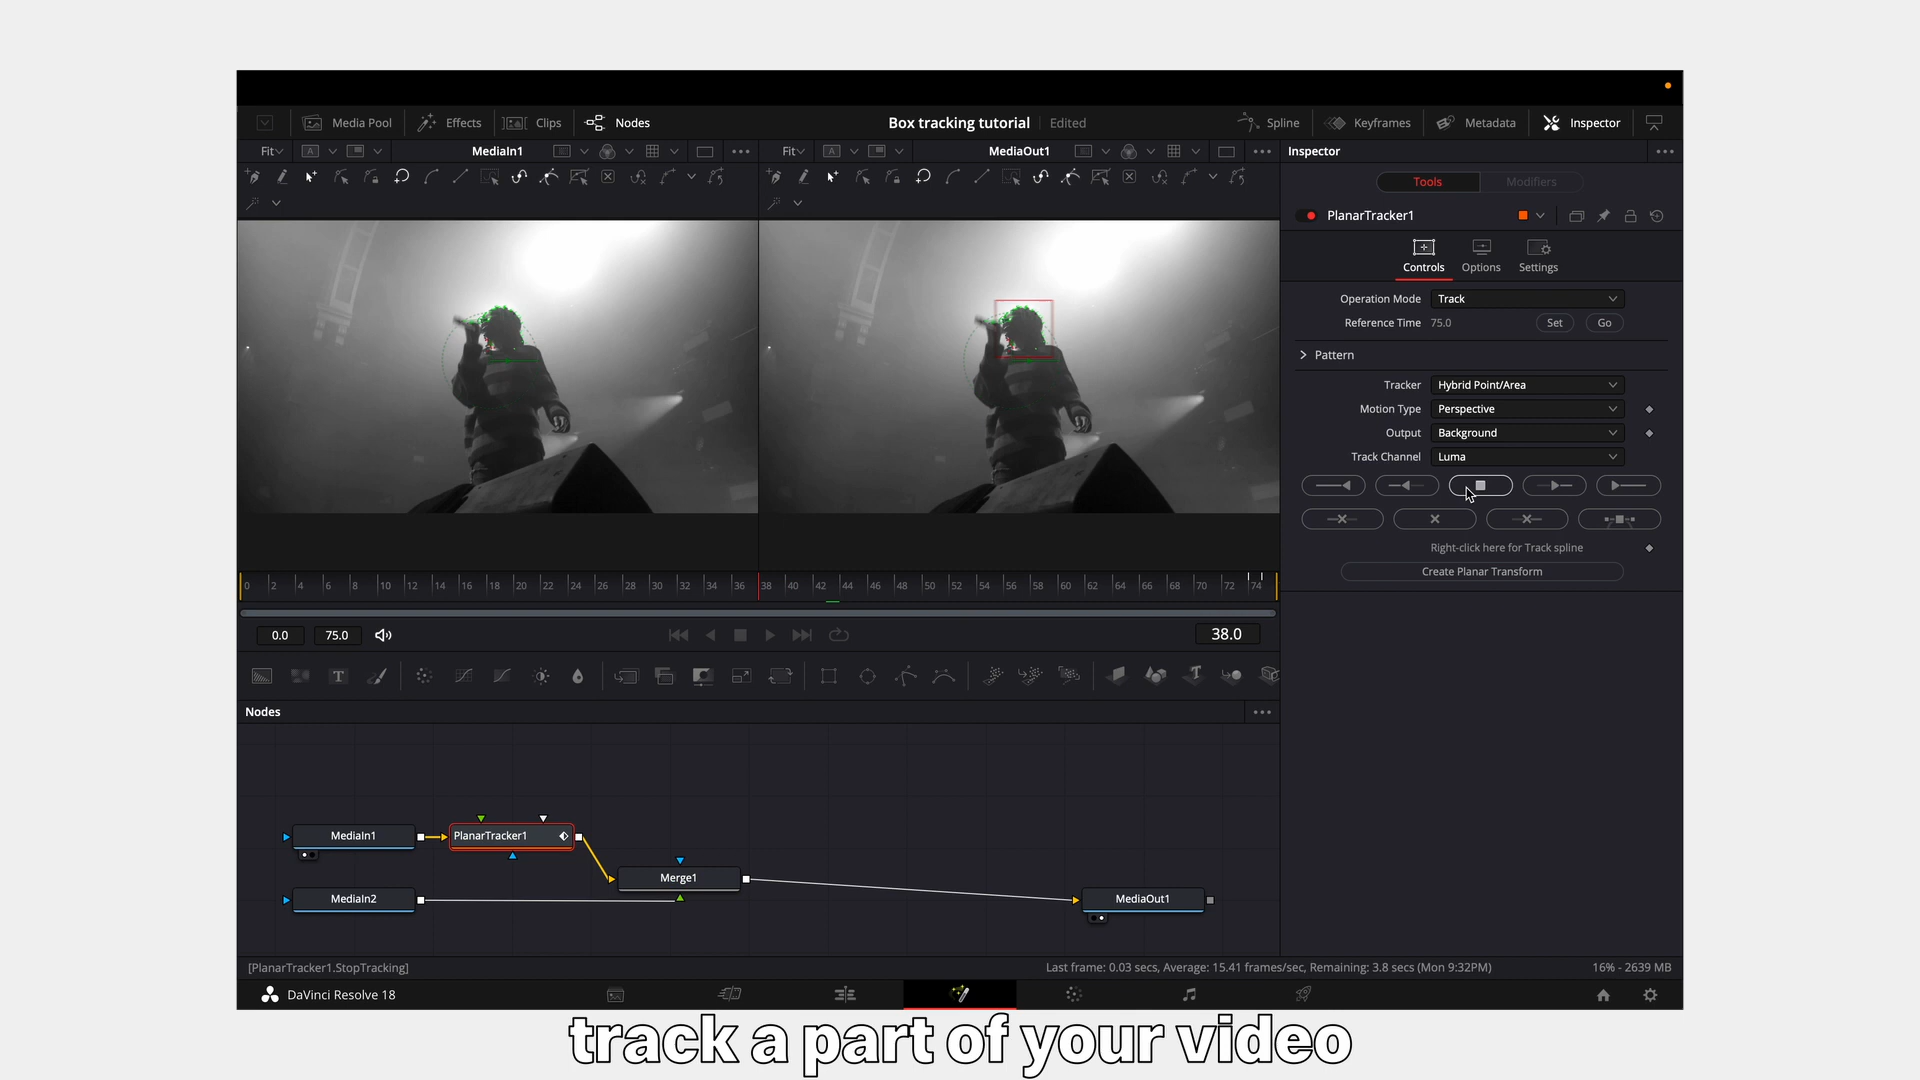 Media Pool
Effects
Clips
Nodes
Box tracking tutorial
Edited
Spline
Keyframes
Metadata
Inspector
Fit
A
MediaIn1
Fit
A
MediaOut1
Inspector
Tools
Modifiers
PlanarTracker1
Controls
Options
Settings
Operation Mode
Track
Reference Time
75.0
Set
Go
Pattern
Tracker
Hybrid Point/Area
Motion Type
Perspective
Output
Background
Track Channel
Luma
Right-click here for Track spline
Create Planar Transform
0 2 4 6 8 10 12 14 16 18 20 22 24 26 28 30 32 34 36 38 40 42 44 46 48 50 52 54 56 58 60 62 64 66 68 70 72 74
0.0
75.0
38.0
T
T
Nodes
MediaIn1
PlanarTracker1
Merge1
MediaIn2
MediaOut1
[PlanarTracker1.StopTracking]
Last frame: 0.03 secs, Average: 15.41 frames/sec, Remaining: 3.8 secs (Mon 9:32PM)
16% - 2639 MB
DaVinci Resolve 18
track a part of your video